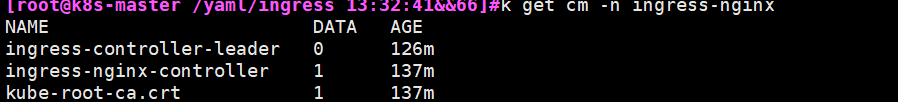 [root@k8s-master /yaml/ingress 13:32:41&&66]#k get cm -n ingress-nginx
NAME DATA AGE
ingress-controller-leader 0 126m
ingress-nginx-controller 1 137m
kube-root-ca.crt 1 137m